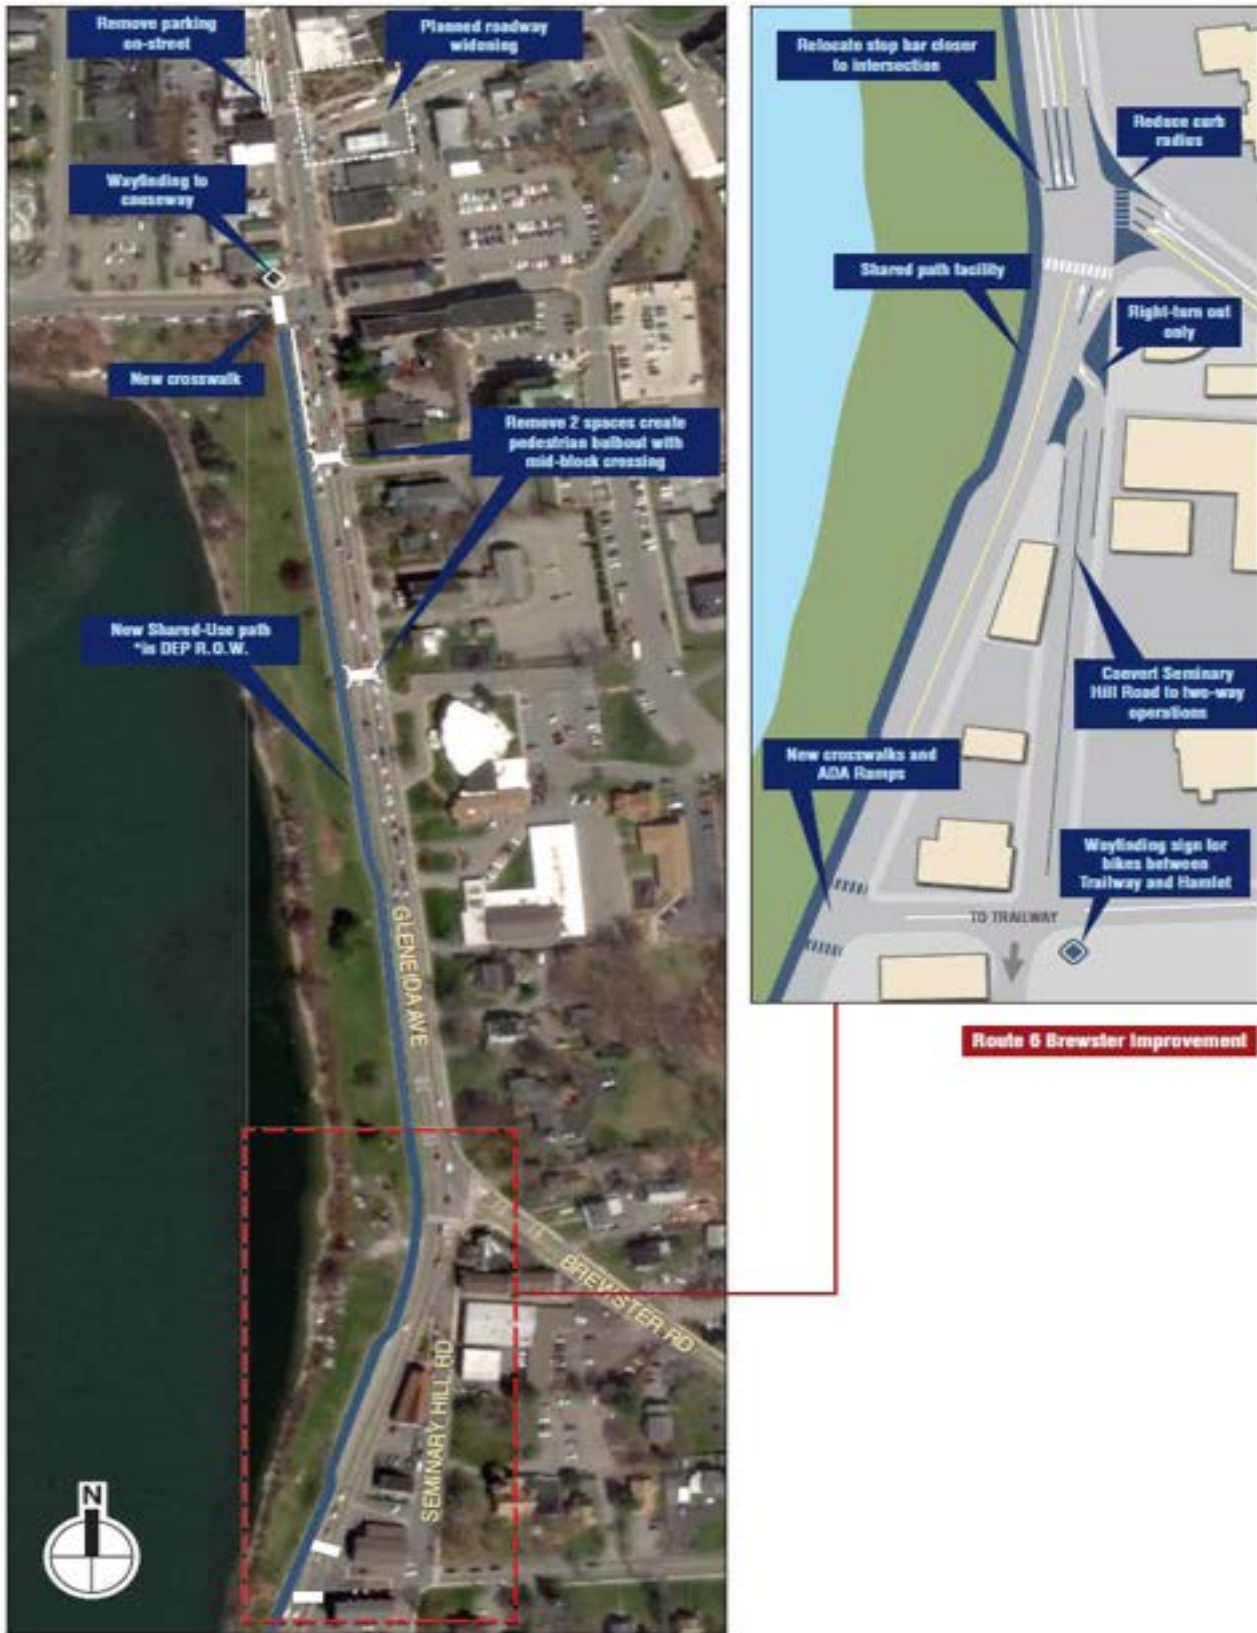 Remove parking
on-street
Planned roadway
widening
Wayfinding to
causeway
New crosswalk
Remove 2 spaces create
pedestrian bulbout with
mid-block crossing
New Shared-Use path
*in DEP R.O.W.
GLENEIDA AVE
BREWSTER RD
SEMINARY HILL RD
N
Relocate stop bar closer
to intersection
Reduce curb
radius
Shared path facility
Right-turn out
only
Convert Seminary
Hill Road to two-way
operations
New crosswalks and
ADA Ramps
Wayfinding sign for
bikes between
Trailway and Hamlet
TO TRAILWAY
Route 6 Brewster Improvement